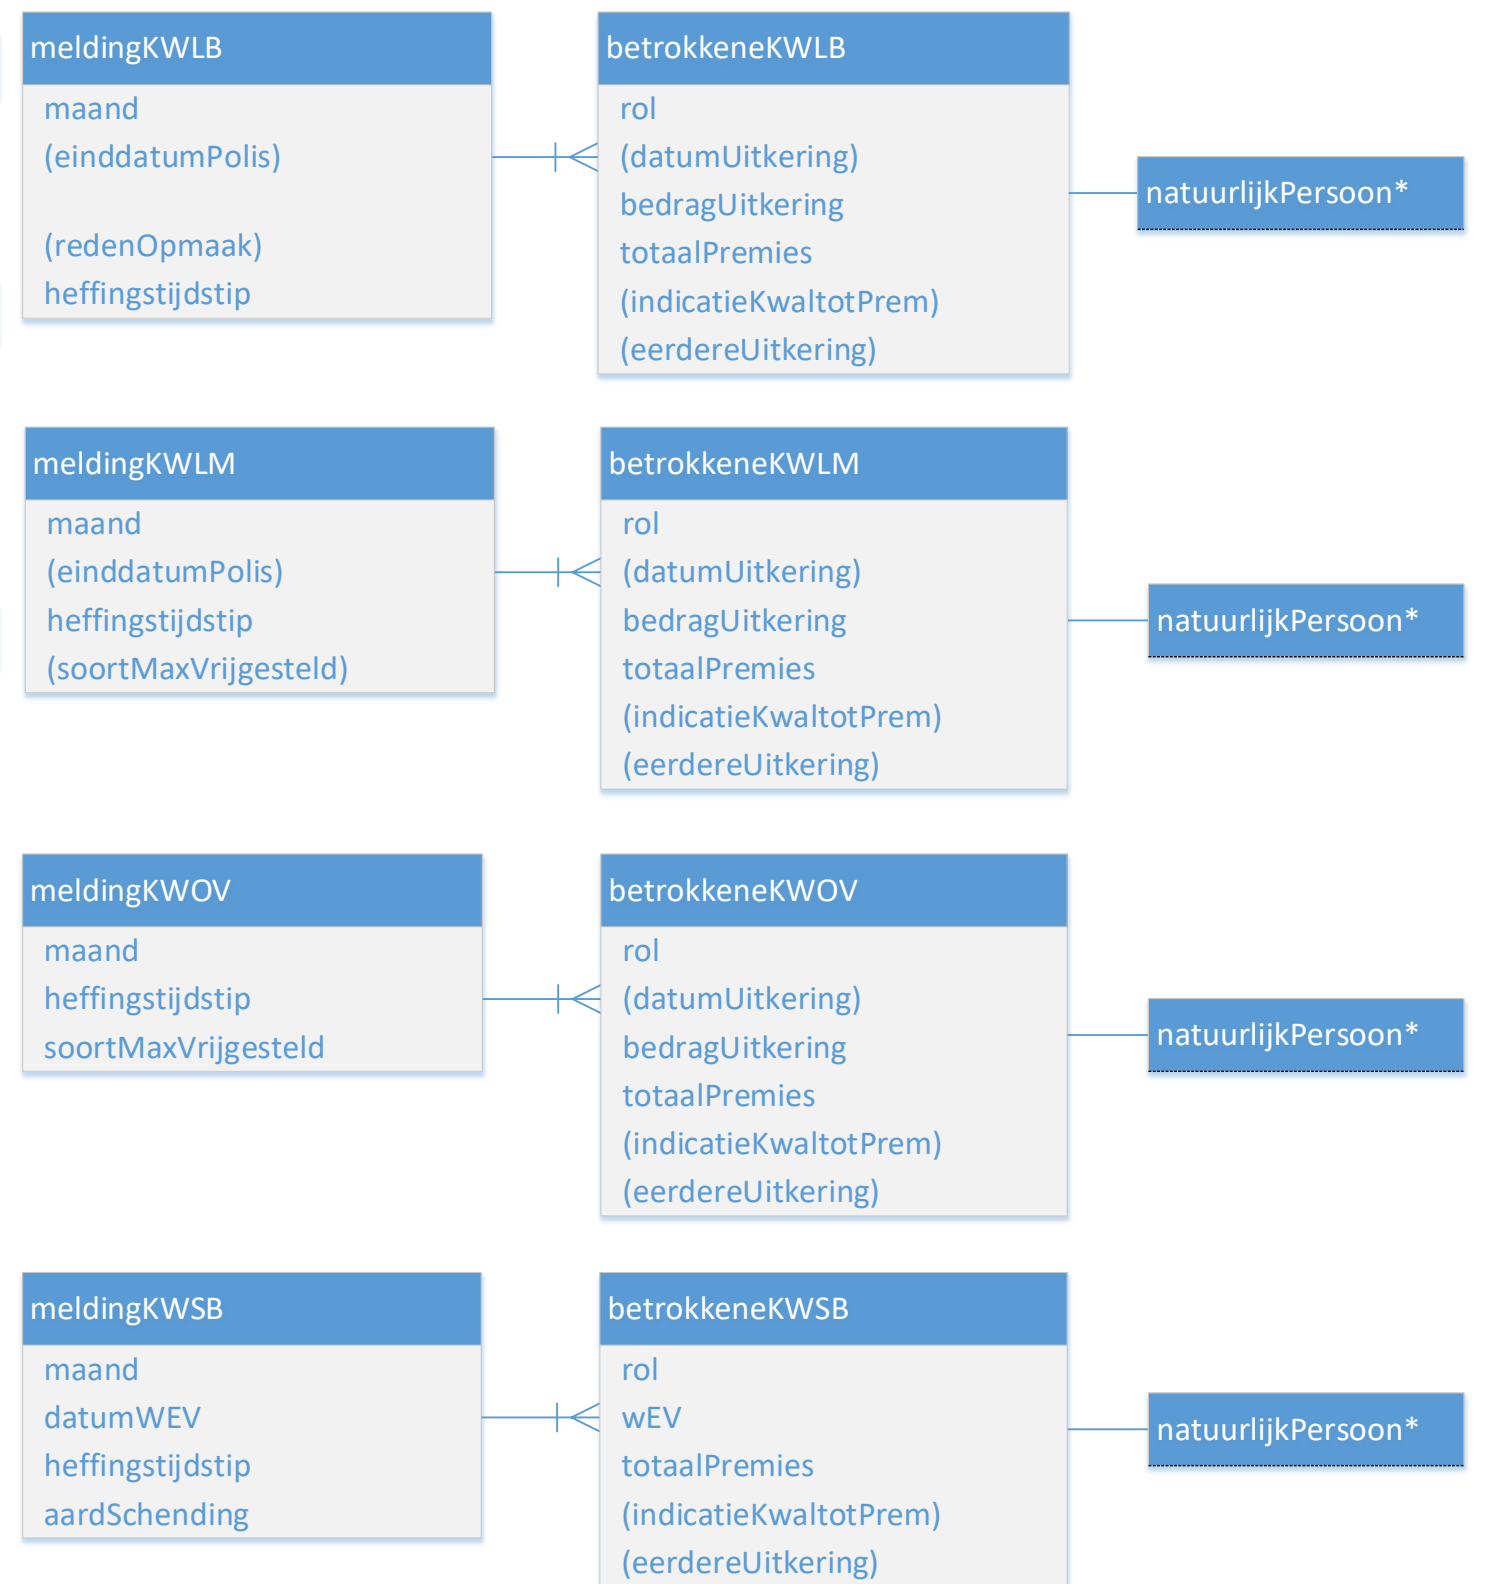 meldingKWLB
maand
(einddatumPolis)
(redenOpmaak)
heffingstijdstip
betrokkeneKWLB
rol
(datumUitkering)
bedragUitkering
totaalPremies
(indicatieKwaltotPrem)
(eerdereUitkering)
natuurlijkPersoon*
meldingKWLM
maand
(einddatumPolis)
heffingstijdstip
(soortMaxVrijgesteld)
betrokkeneKWLM
rol
(datumUitkering)
bedragUitkering
totaalPremies
(indicatieKwaltotPrem)
(eerdereUitkering)
natuurlijkPersoon*
meldingKWOV
maand
heffingstijdstip
soortMaxVrijgesteld
betrokkeneKWOV
rol
(datumUitkering)
bedragUitkering
totaalPremies
(indicatieKwaltotPrem)
(eerdereUitkering)
natuurlijkPersoon*
meldingKWSB
maand
datumWEV
heffingstijdstip
aardSchending
betrokkeneKWSB
rol
wEV
totaalPremies
(indicatieKwaltotPrem)
(eerdereUitkering)
natuurlijkPersoon*